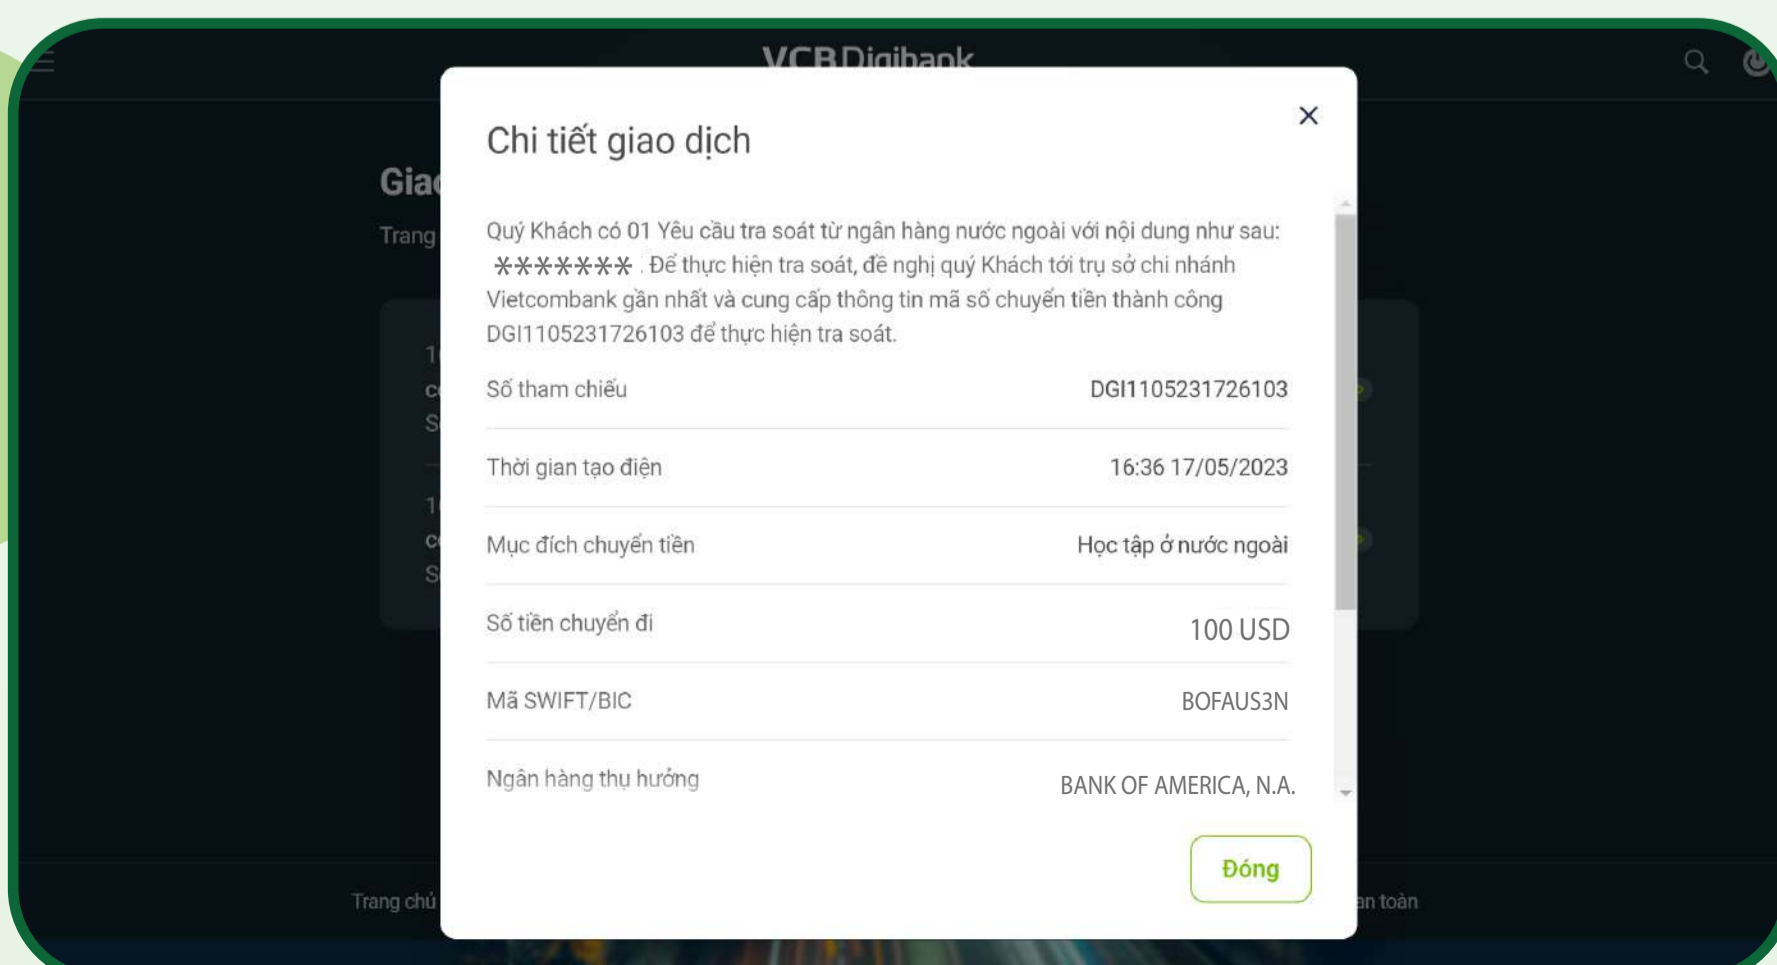 VCB Digibank
Chi tiết giao dịch
Trang
Quý Khách có 01 Yêu cầu tra soát từ ngân hàng nước ngoài với nội dung như sau:
******* . Để thực hiện tra soát, đề nghị quý Khách tới trụ sở chi nhánh
Vietcombank gần nhất và cung cấp thông tin mã số chuyển tiền thành công
DGI1105231726103 để thực hiện tra soát.
Số tham chiếu DGI1105231726103
Thời gian tạo điện 16:36 17/05/2023
Mục đích chuyển tiền Học tập ở nước ngoài
Số tiền chuyển đi 100 USD
Mã SWIFT/BIC BOFAUS3N
Ngân hàng thụ hưởng BANK OF AMERICA, N.A.
Đóng
Trang chủ
an toàn